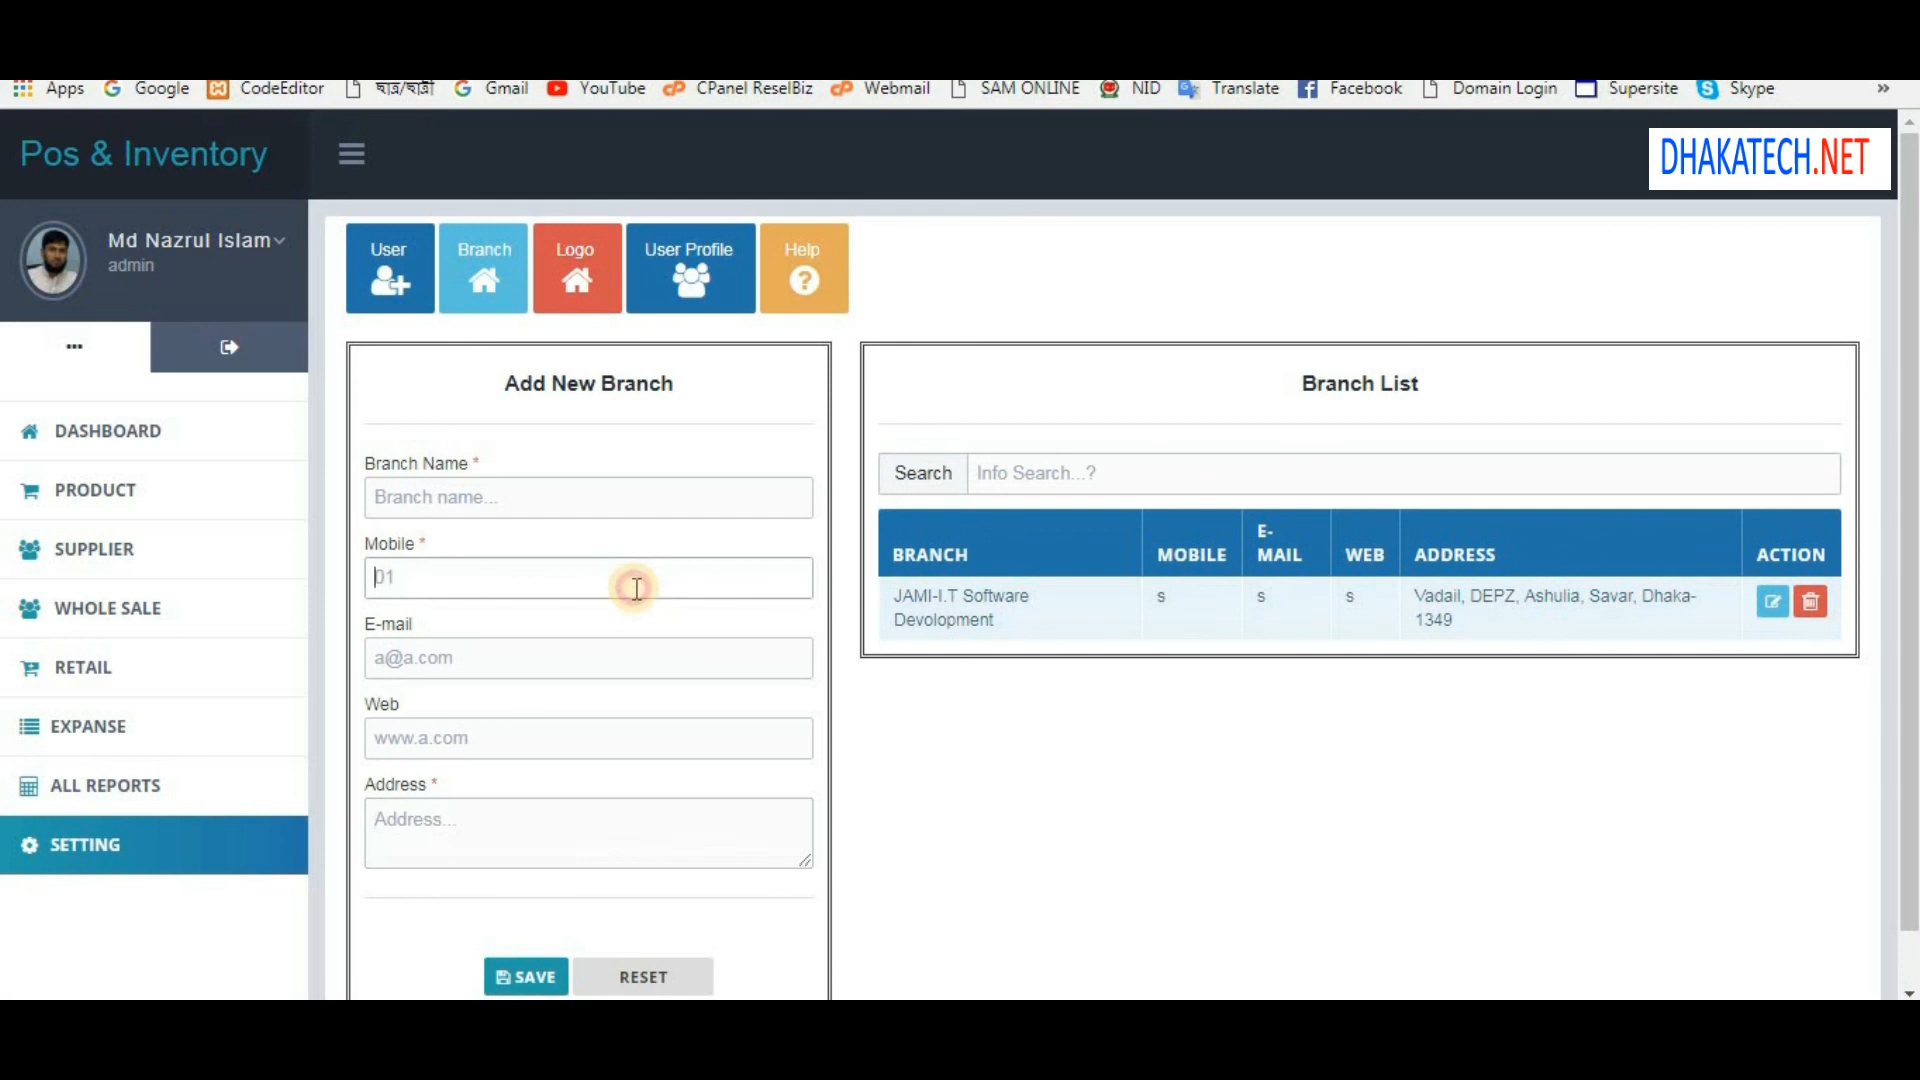 Apps Google CodeEditor ছাত্র/ছাত্রী Gmail YouTube CPanel ReselBiz Webmail SAM ONLINE NID Translate Facebook Domain Login Supersite Skype »
Pos & Inventory
DHAKATECH.NET
Md Nazrul Islam
admin
User
Branch
Logo
User Profile
Help
DASHBOARD
PRODUCT
SUPPLIER
WHOLE SALE
RETAIL
EXPANSE
ALL REPORTS
SETTING
Add New Branch
Branch Name *
Branch name...
Mobile *
01
E-mail
a@a.com
Web
www.a.com
Address *
Address...
SAVE
RESET
Branch List
Search Info Search...?
BRANCH MOBILE E-MAIL WEB ADDRESS ACTION
JAMI-I.T Software s s s Vadail, DEPZ, Ashulia, Savar, Dhaka-
Devolopment 1349